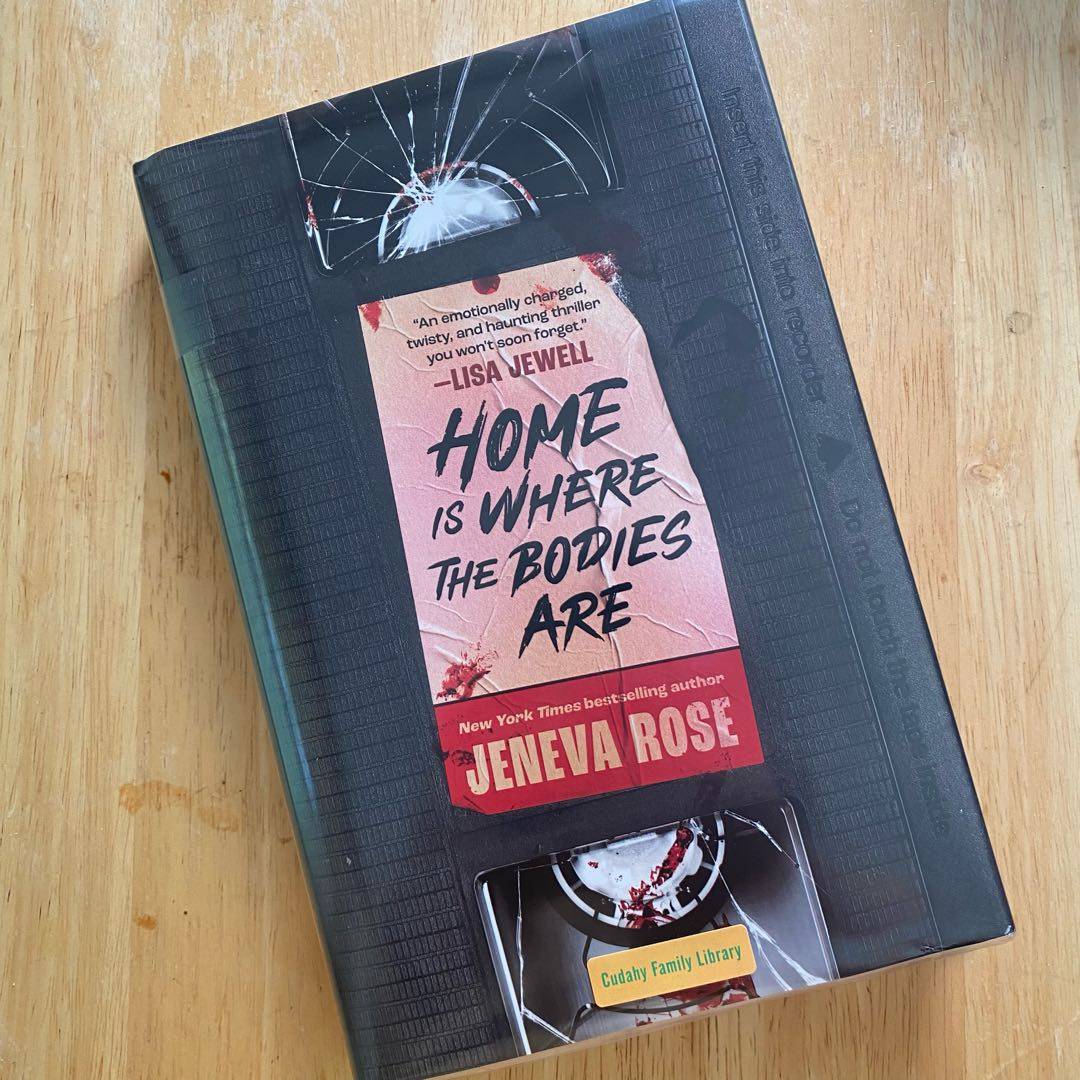 "An emotionally charged,
twisty, and haunting thriller
you won't soon forget."
—LISA JEWELL
HOME
IS WHERE
THE BODIES
ARE
New York Times bestselling author
JENEVA ROSE
Cudahy Family Library
Insert this side into recorder
Do not touch the